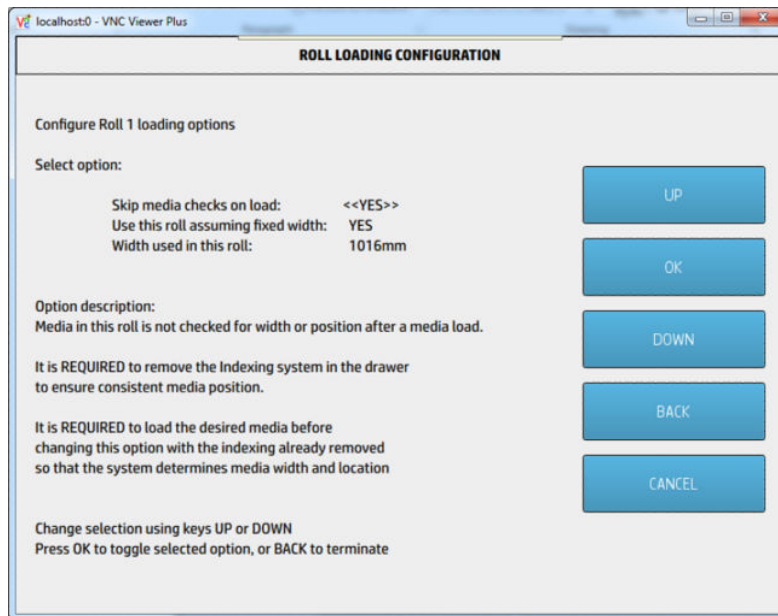 localhost:0 - VNC Viewer Plus
ROLL LOADING CONFIGURATION
Configure Roll 1 loading options
Select option:
Skip media checks on load: <<YES>>
Use this roll assuming fixed width: YES
Width used in this roll: 1016mm
Option description:
Media in this roll is not checked for width or position after a media load.
It is REQUIRED to remove the Indexing system in the drawer
to ensure consistent media position.
It is REQUIRED to load the desired media before
changing this option with the indexing already removed
so that the system determines media width and location
Change selection using keys UP or DOWN
Press OK to toggle selected option, or BACK to terminate
UP
OK
DOWN
BACK
CANCEL